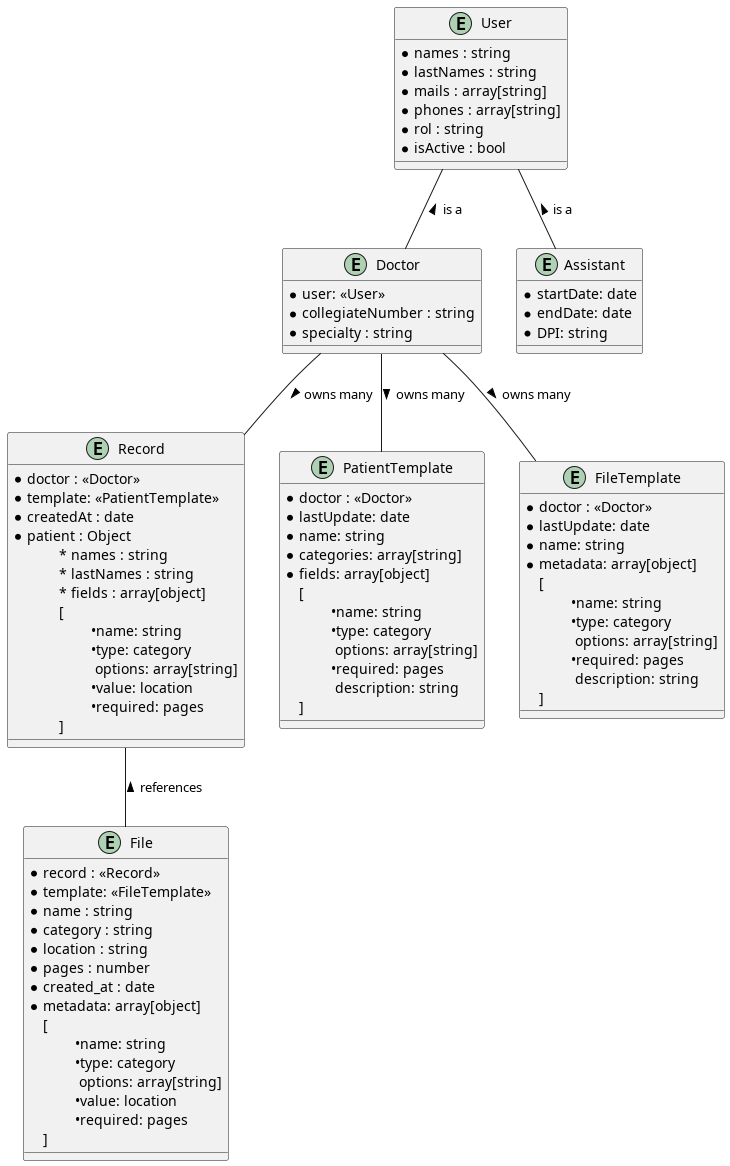 E User
* names : string
* lastNames : string
* mails : array[string]
* phones : array[string]
* rol : string
* isActive : bool
is a
is a
E Doctor
* user: «User»
* collegiateNumber : string
* specialty : string
E Assistant
* startDate: date
* endDate: date
* DPI: string
owns many
owns many
owns many
E Record
* doctor : «Doctor»
* template: «PatientTemplate»
* createdAt : date
* patient : Object
* names : string
* lastNames : string
* fields : array[object]
[
•name: string
•type: category
options: array[string]
•value: location
•required: pages
]
E PatientTemplate
* doctor : «Doctor»
* lastUpdate: date
* name: string
* categories: array[string]
* fields: array[object]
[
•name: string
•type: category
options: array[string]
•required: pages
description: string
]
E FileTemplate
* doctor : «Doctor»
* lastUpdate: date
* name: string
* metadata: array[object]
[
•name: string
•type: category
options: array[string]
•required: pages
description: string
]
references
E File
* record : «Record»
* template: «FileTemplate»
* name : string
* category : string
* location : string
* pages : number
* created_at : date
* metadata: array[object]
[
•name: string
•type: category
options: array[string]
•value: location
•required: pages
]